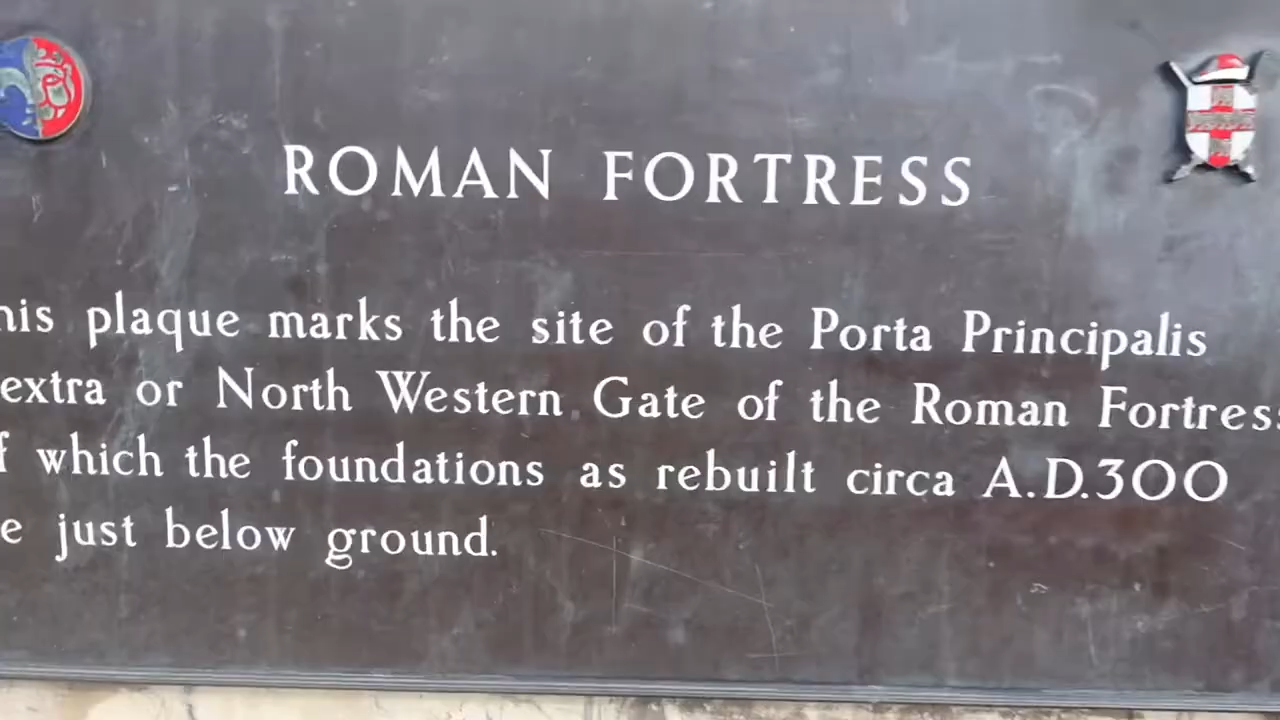 ROMAN FORTRESS
his plaque marks the site of the Porta Principalis
extra or North Western Gate of the Roman Fortress
f which the foundations as rebuilt circa A.D.300
e just below ground.